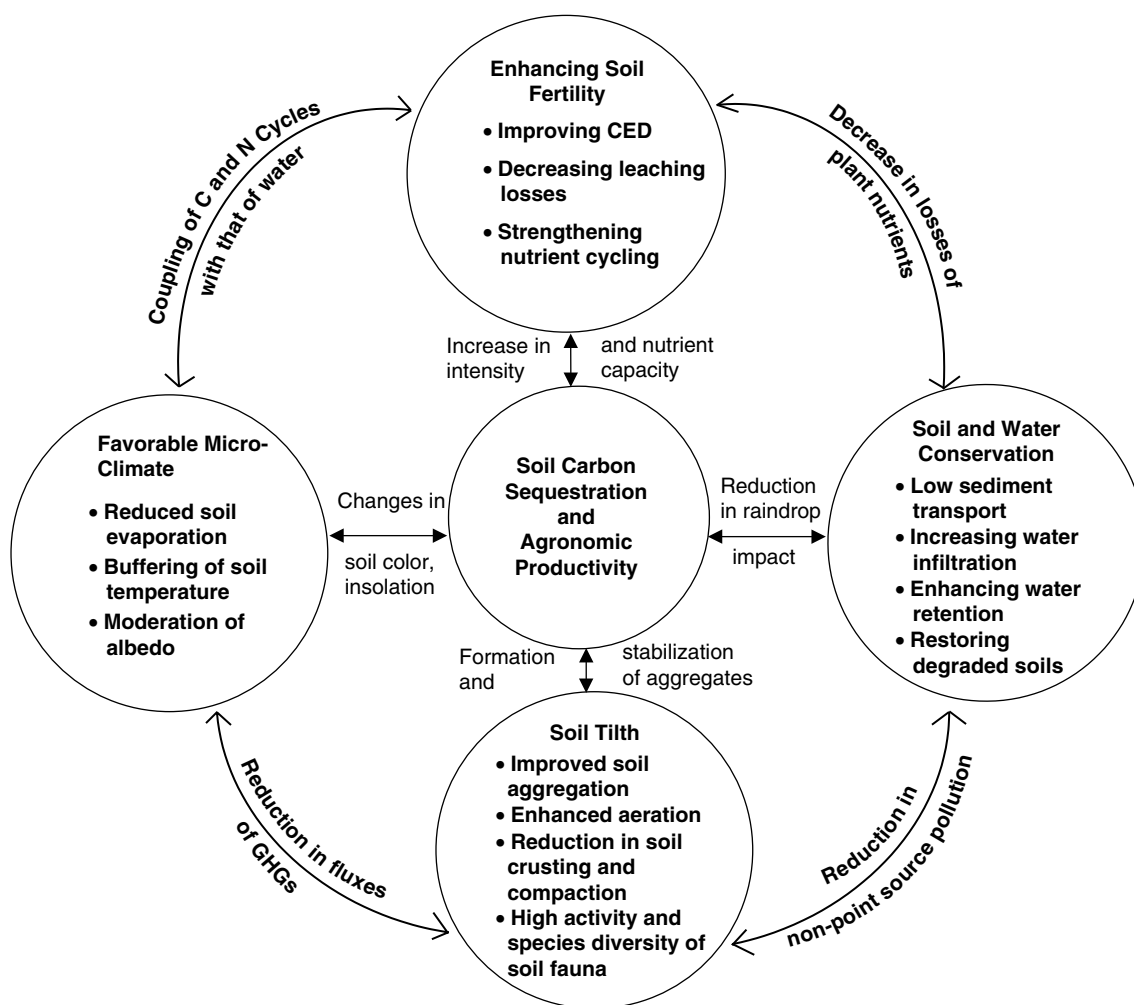 Enhancing Soil
Fertility
• Improving CED
• Decreasing leaching
losses
• Strengthening
nutrient cycling
Coupling of C and N Cycles
with that of water
Decrease in losses of
plant nutrients
Increase in
intensity
and nutrient
capacity
Favorable Micro-
Climate
• Reduced soil
evaporation
• Buffering of soil
temperature
• Moderation of
albedo
Changes in
soil color,
insolation
Soil Carbon
Sequestration
and
Agronomic
Productivity
Reduction
in raindrop
impact
Soil and Water
Conservation
• Low sediment
transport
• Increasing water
infiltration
• Enhancing water
retention
• Restoring
degraded soils
Formation
and
stabilization
of aggregates
Soil Tilth
• Improved soil
aggregation
• Enhanced aeration
• Reduction in soil
crusting and
compaction
• High activity and
species diversity of
soil fauna
Reduction in fluxes
of GHGs
Reduction in
non-point source pollution